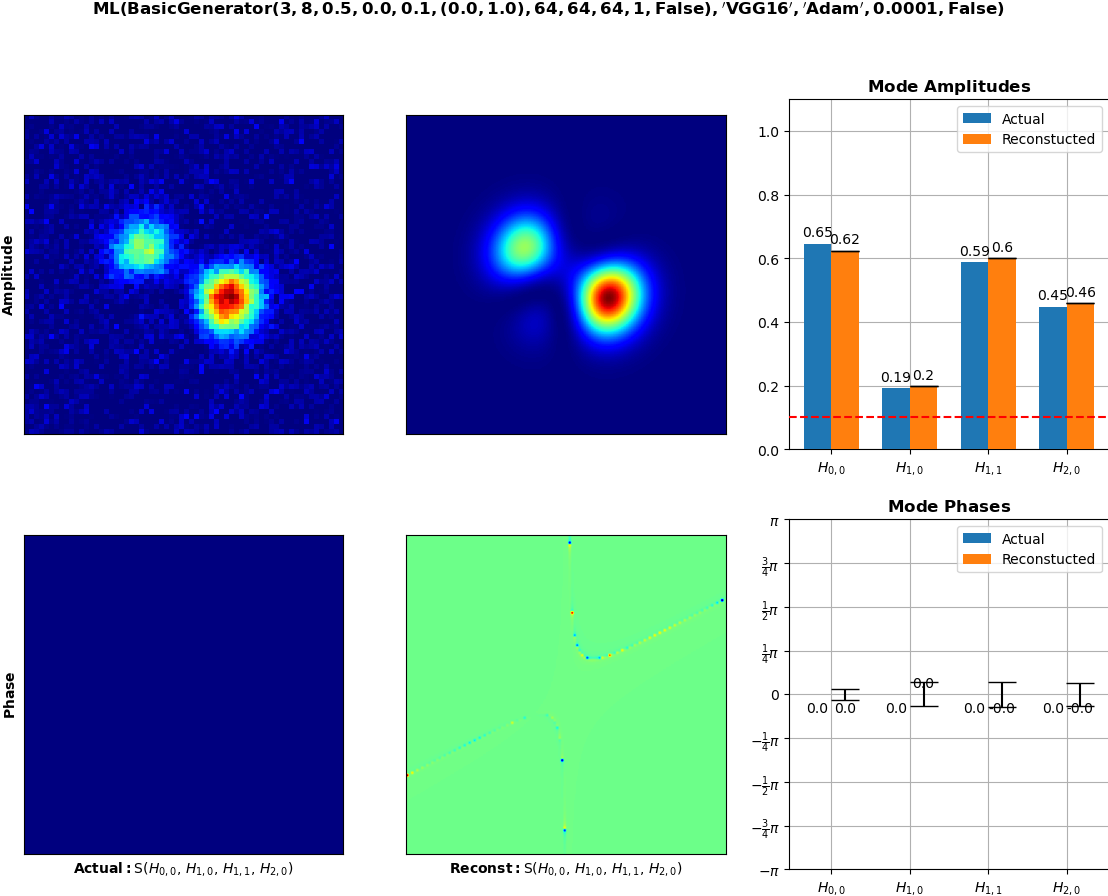 ML(BasicGenerator(3, 8, 0.5, 0.0, 0.1, (0.0, 1.0), 64, 64, 64, 1, False), ′VGG16′, ′Adam′, 0.0001, False)
Mode Amplitudes
Amplitude
1.0
0.8
0.6
0.4
0.2
0.0
Actual
Reconstucted
0.65
0.62
0.19
0.2
0.59
0.6
0.45
0.46
H0,0
H1,0
H1,1
H2,0
Mode Phases
Phase
π
3/4π
1/2π
1/4π
0
−1/4π
−1/2π
−3/4π
−π
Actual
Reconstucted
0.0
0.0
0.0
0.0
0.0
-0.0
0.0
-0.0
H0,0
H1,0
H1,1
H2,0
Actual: S(H0,0, H1,0, H1,1, H2,0)
Reconst: S(H0,0, H1,0, H1,1, H2,0)